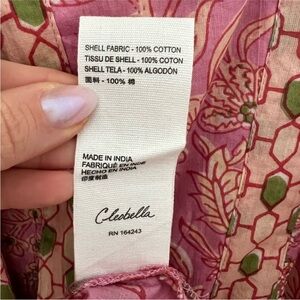 SHELL FABRIC - 100% COTTON
TISSU DE SHELL - 100% COTON
SHELL TELA - 100% ALGODÓN
面料 - 100% 棉
MADE IN INDIA
FABRIQUÉ EN INDE
HECHO EN INDIA
印度制造
Cleobella
RN 164243